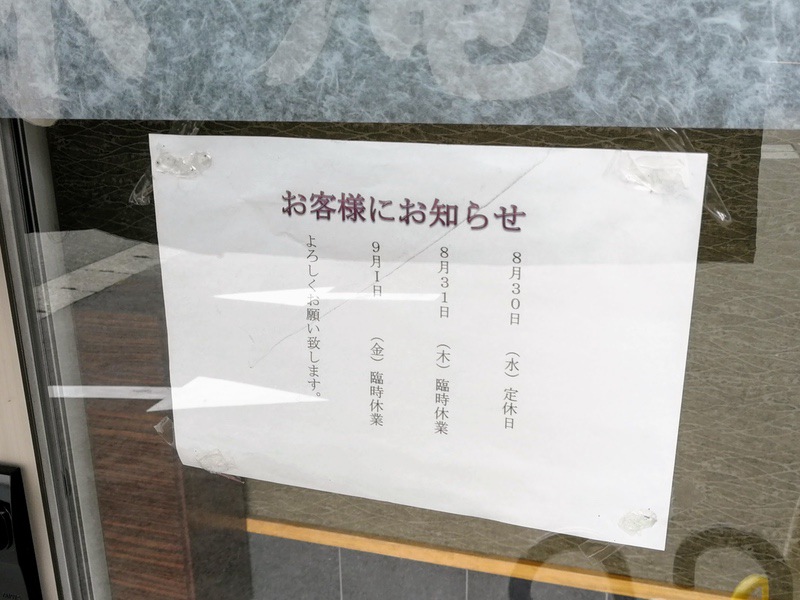 お客様にお知らせ
８月３０日　（水）定休日
８月３１日　（木）臨時休業
９月１日　（金）臨時休業
よろしくお願い致します。